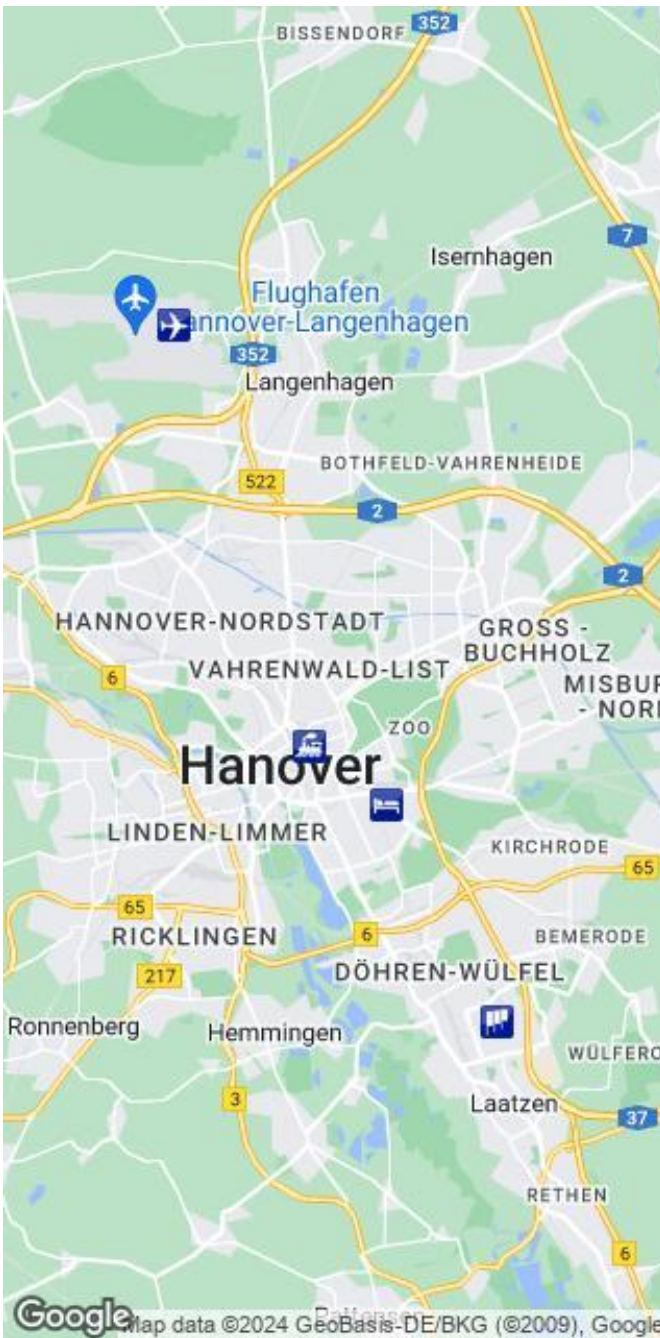 BISSENDORF
352
7
Isernhagen
Flughafen
annover-Langenhagen
352
Langenhagen
BOTHFELD-VAHRENHEIDE
522
2
2
HANNOVER-NORDSTADT
GROSS -
BUCHHOLZ
VAHRENWALD-LIST
6
MISBUR
- NORD
ZOO
Hanover
LINDEN-LIMMER
KIRCHRODE
65
65
6
RICKLINGEN
BEMERODE
217
DÖHREN-WÜLFEL
Ronnenberg
Hemmingen
WÜLFERO
3
Laatzen
37
RETHEN
6
Pattensen
Google
Map data ©2024 GeoBasis-DE/BKG (©2009), Google